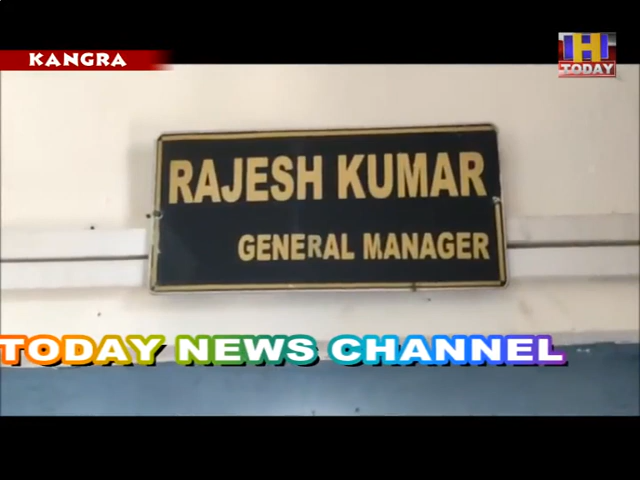 KANGRA
H
TODAY
RAJESH KUMAR
GENERAL MANAGER
TODAY NEWS CHANNEL